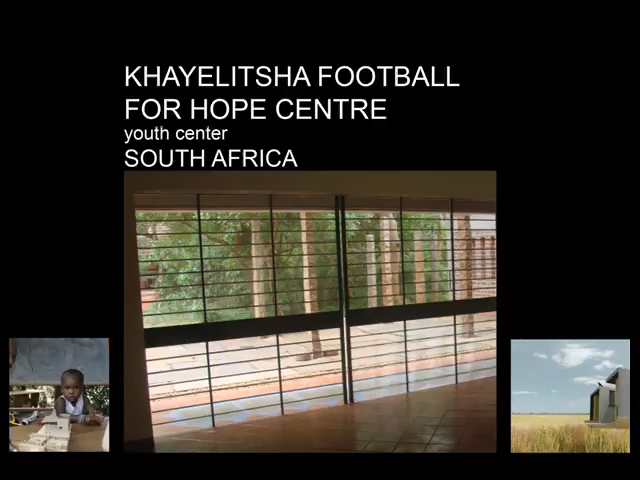 KHAYELITSHA FOOTBALL
FOR HOPE CENTRE
youth center
SOUTH AFRICA